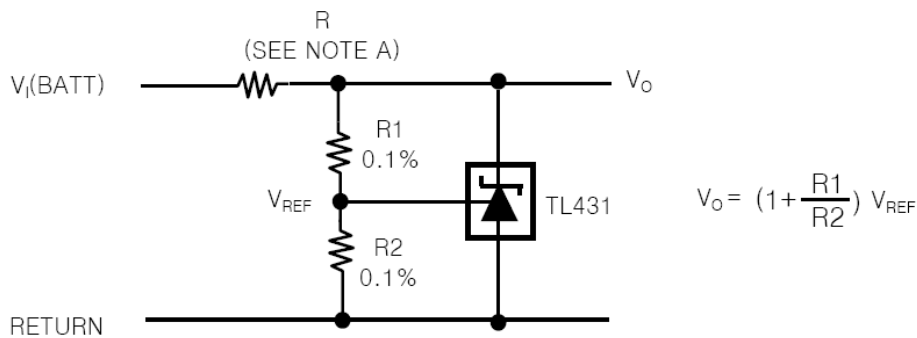 R
(SEE NOTE A)
V_I(BATT)
V_O
R1
0.1%
V_REF
TL431
V_O = (1+ R1/R2) V_REF
R2
0.1%
RETURN